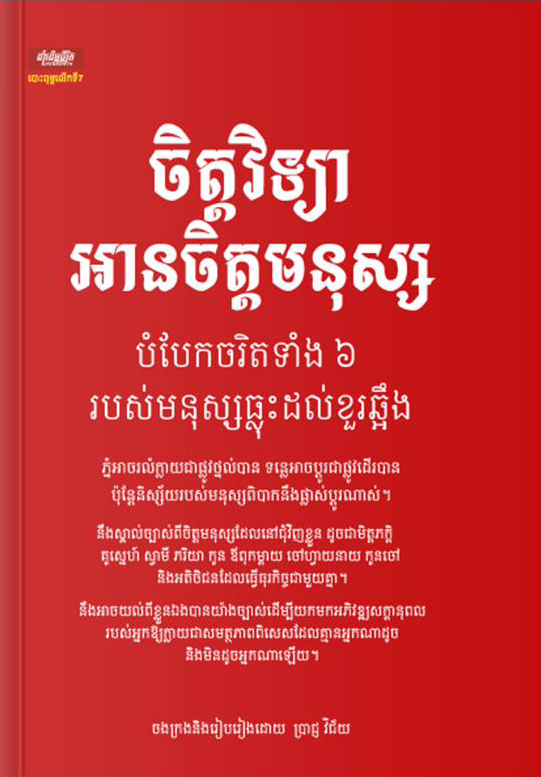 បោះពុម្ពលើកទី7
ចិត្តវិទ្យា
អានចិត្តមនុស្ស
បំបែកចរិតទាំង ៦
របស់មនុស្សធ្លុះដល់ខួរឆ្អឹង
ភ្នំអាចរលំក្លាយជាផ្លូវថ្នល់បាន ទន្លេអាចប្តូរជាផ្លូវដើរបាន
ប៉ុន្តែនិស្ស័យរបស់មនុស្សពិបាកនឹងផ្លាស់ប្តូរណាស់។
នឹងស្គាល់ច្បាស់ពីចិត្តមនុស្សដែលនៅជុំវិញខ្លួន ដូចជាមិត្តភក្តិ
គូស្នេហ៍ ស្វាមី ភរិយា កូន ឪពុកម្តាយ ចៅហ្វាយនាយ កូនចៅ
និងអតិថិជនដែលធ្វើធុរកិច្ចជាមួយគ្នា។
នឹងអាចយល់ពីខ្លួនឯងបានយ៉ាងច្បាស់ដើម្បីយកមកអភិវឌ្ឍសក្តានុពល
របស់អ្នកឱ្យក្លាយជាសមត្ថភាពពិសេសដែលគ្មានអ្នកណាដូច
និងមិនដូចអ្នកណាឡើយ។
ចងក្រងនិងរៀបរៀងដោយ ប្រាជ្ញ វិជ័យ